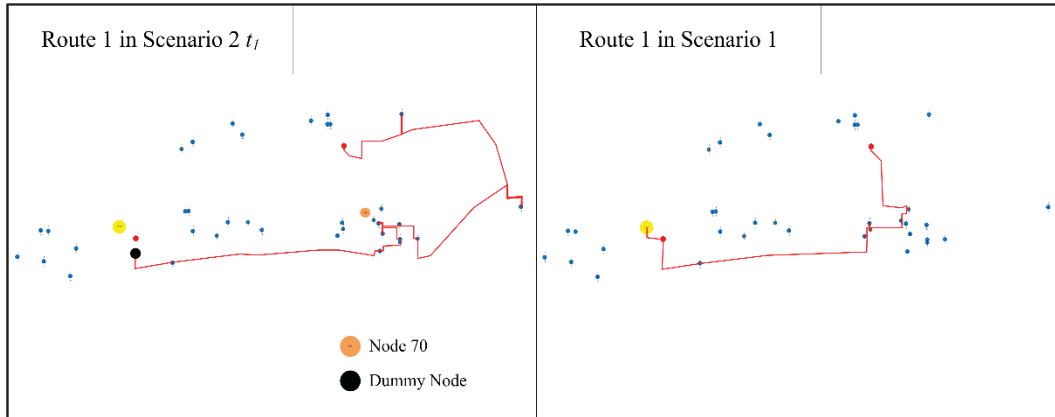 Route 1 in Scenario 2 t₁
Route 1 in Scenario 1
Node 70
Dummy Node